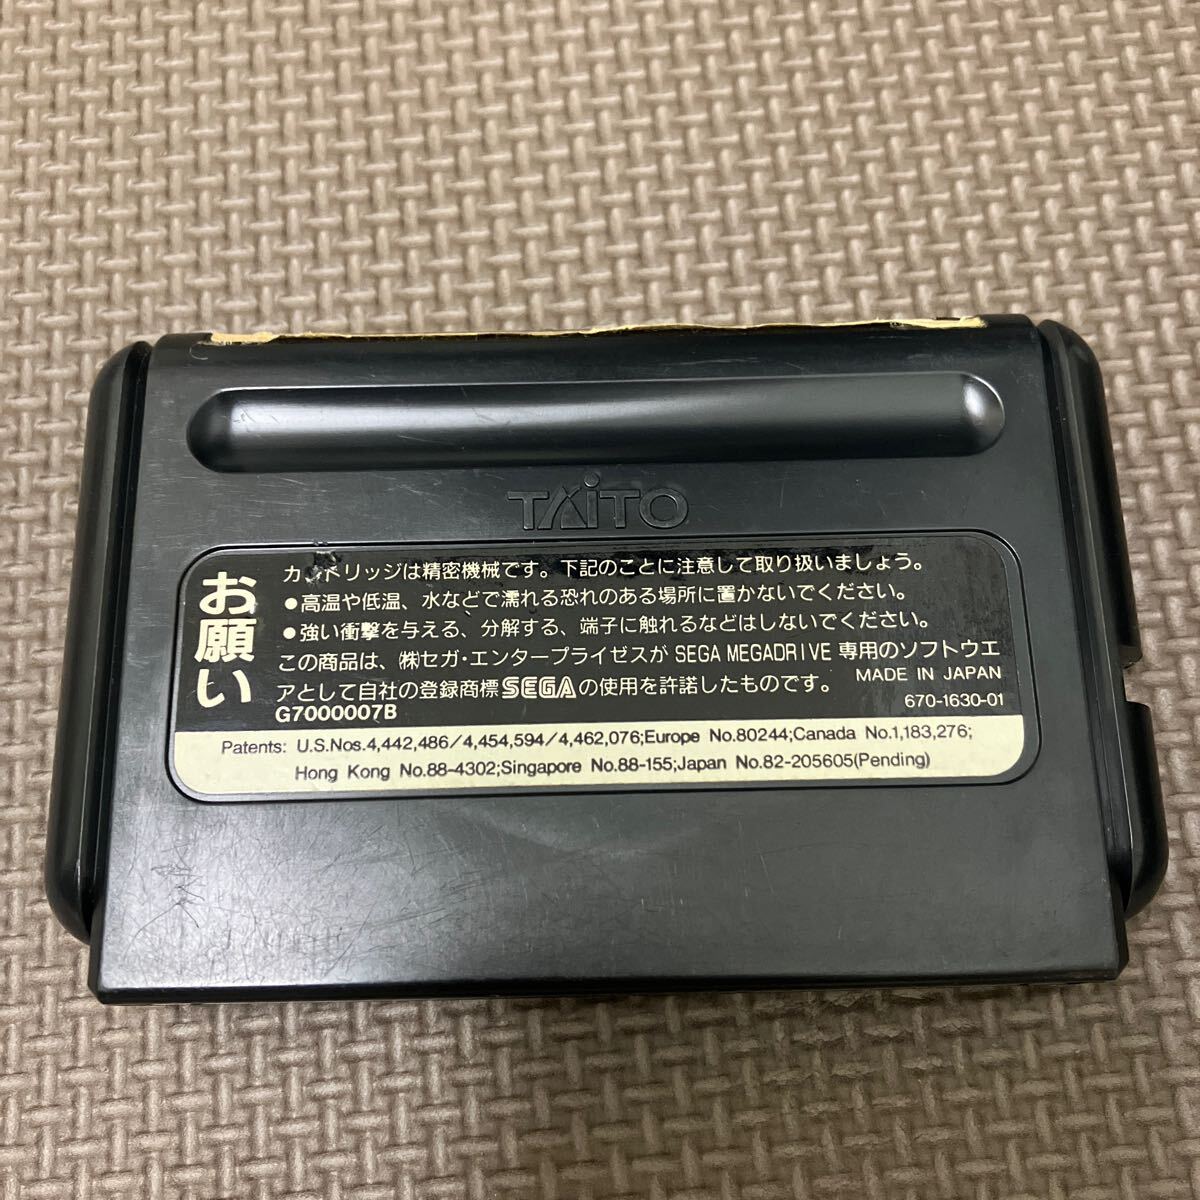 TAITO
お願い
カートリッジは精密機械です。下記のことに注意して取り扱いましょう。
●高温や低温、水などで濡れる恐れのある場所に置かないでください。
●強い衝撃を与える、分解する、端子に触れるなどはしないでください。
この商品は、㈱セガ・エンタープライゼスが SEGA MEGADRIVE 専用のソフトウエ
アとして自社の登録商標SEGAの使用を許諾したものです。
MADE IN JAPAN
G7000007B
670-1630-01
Patents: U.S.Nos.4,442,486/4,454,594/4,462,076;Europe No.80244;Canada No.1,183,276;
Hong Kong No.88-4302;Singapore No.88-155;Japan No.82-205605(Pending)